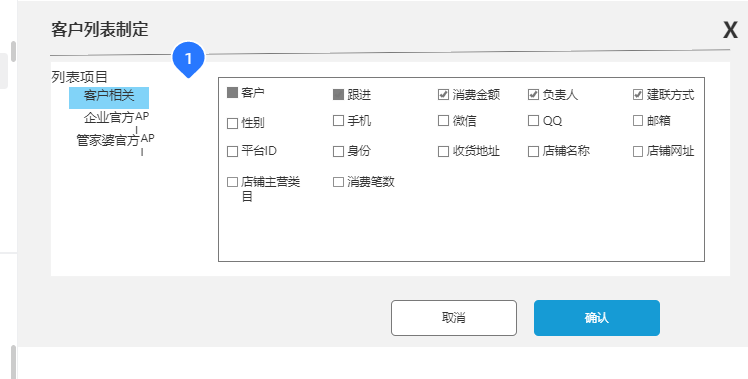 客户列表制定
X
1
列表项目
客户相关
企业官方API
管家婆官方API
客户 跟进 消费金额 负责人 建联方式
性别 手机 微信 QQ 邮箱
平台ID 身份 收货地址 店铺名称 店铺网址
店铺主营类 消费笔数
目
取消 确认